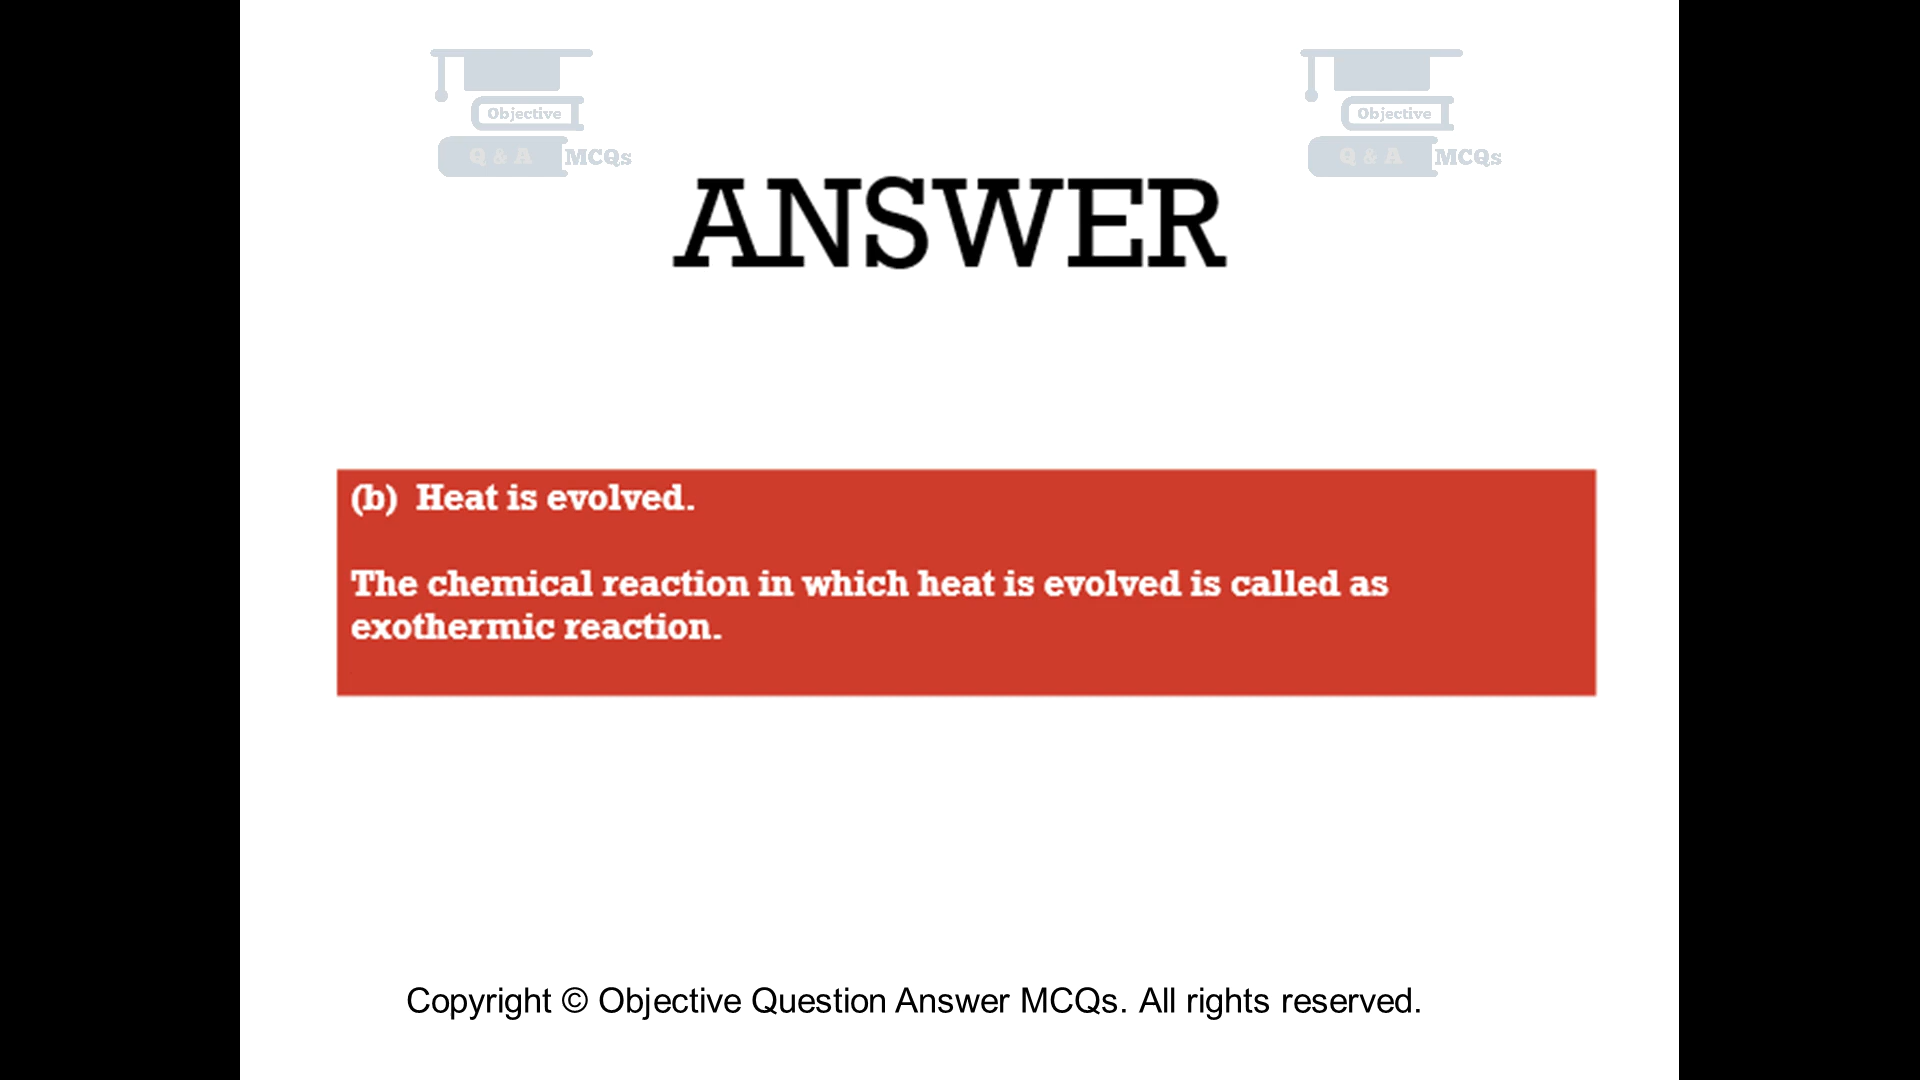 Objective
Q & A MCQs
Objective
Q & A MCQs
ANSWER
(b) Heat is evolved.
The chemical reaction in which heat is evolved is called as
exothermic reaction.
Copyright © Objective Question Answer MCQs. All rights reserved.